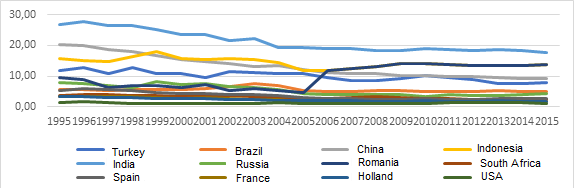 30,00
20,00
10,00
0,00
1995 1996 1997 1998 1999 2000 2001 2002 2003 2004 2005 2006 2007 2008 2009 2010 2011 2012 2013 2014 2015
Turkey Brazil China Indonesia
India Russia Romania South Africa
Spain France Holland USA